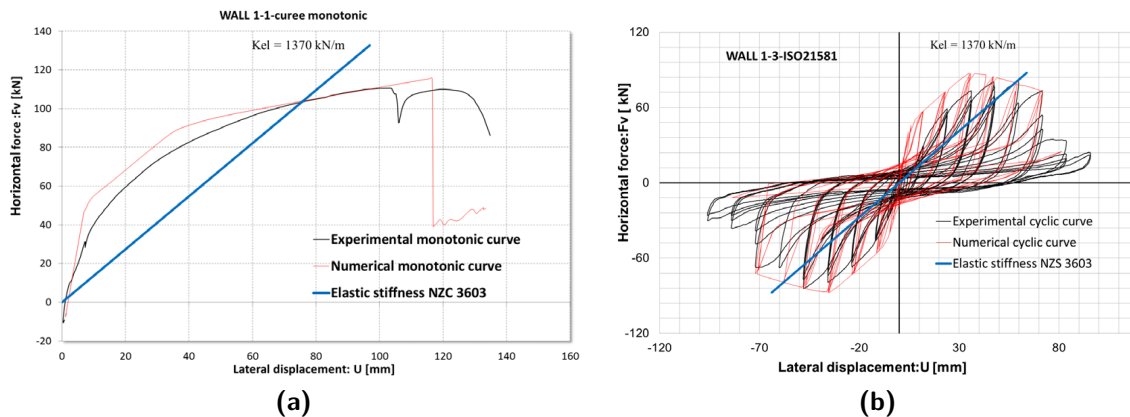 WALL 1-1-curee monotonic
Kel = 1370 kN/m
140
120
100
80
60
40
20
0
-20
Horizontal force :Fv [kN]
Experimental monotonic curve
Numerical monotonic curve
Elastic stiffness NZC 3603
0 20 40 60 80 100 120 140 160
Lateral displacement: U [mm]
(a)
Kel = 1370 kN/m
WALL 1-3-ISO21581
120
60
0
-60
-120
Horizontal force:Fv [ kN]
Experimental cyclic curve
Numerical cyclic curve
Elastic stiffness NZS 3603
-120 -70 -20 30 80
Lateral displacement:U [mm]
(b)